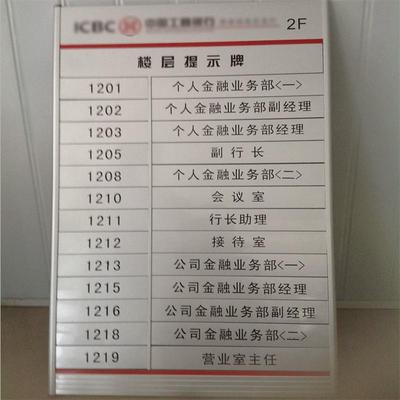 ICBC 中国工商银行 2F
楼层提示牌
1201 个人金融业务部<一>
1202 个人金融业务部副经理
1203 个人金融业务部经理
1205 副行长
1208 个人金融业务部<二>
1210 会议室
1211 行长助理
1212 接待室
1213 公司金融业务部<一>
1215 公司金融业务部经理
1216 公司金融业务部副经理
1218 公司金融业务部<二>
1219 营业室主任